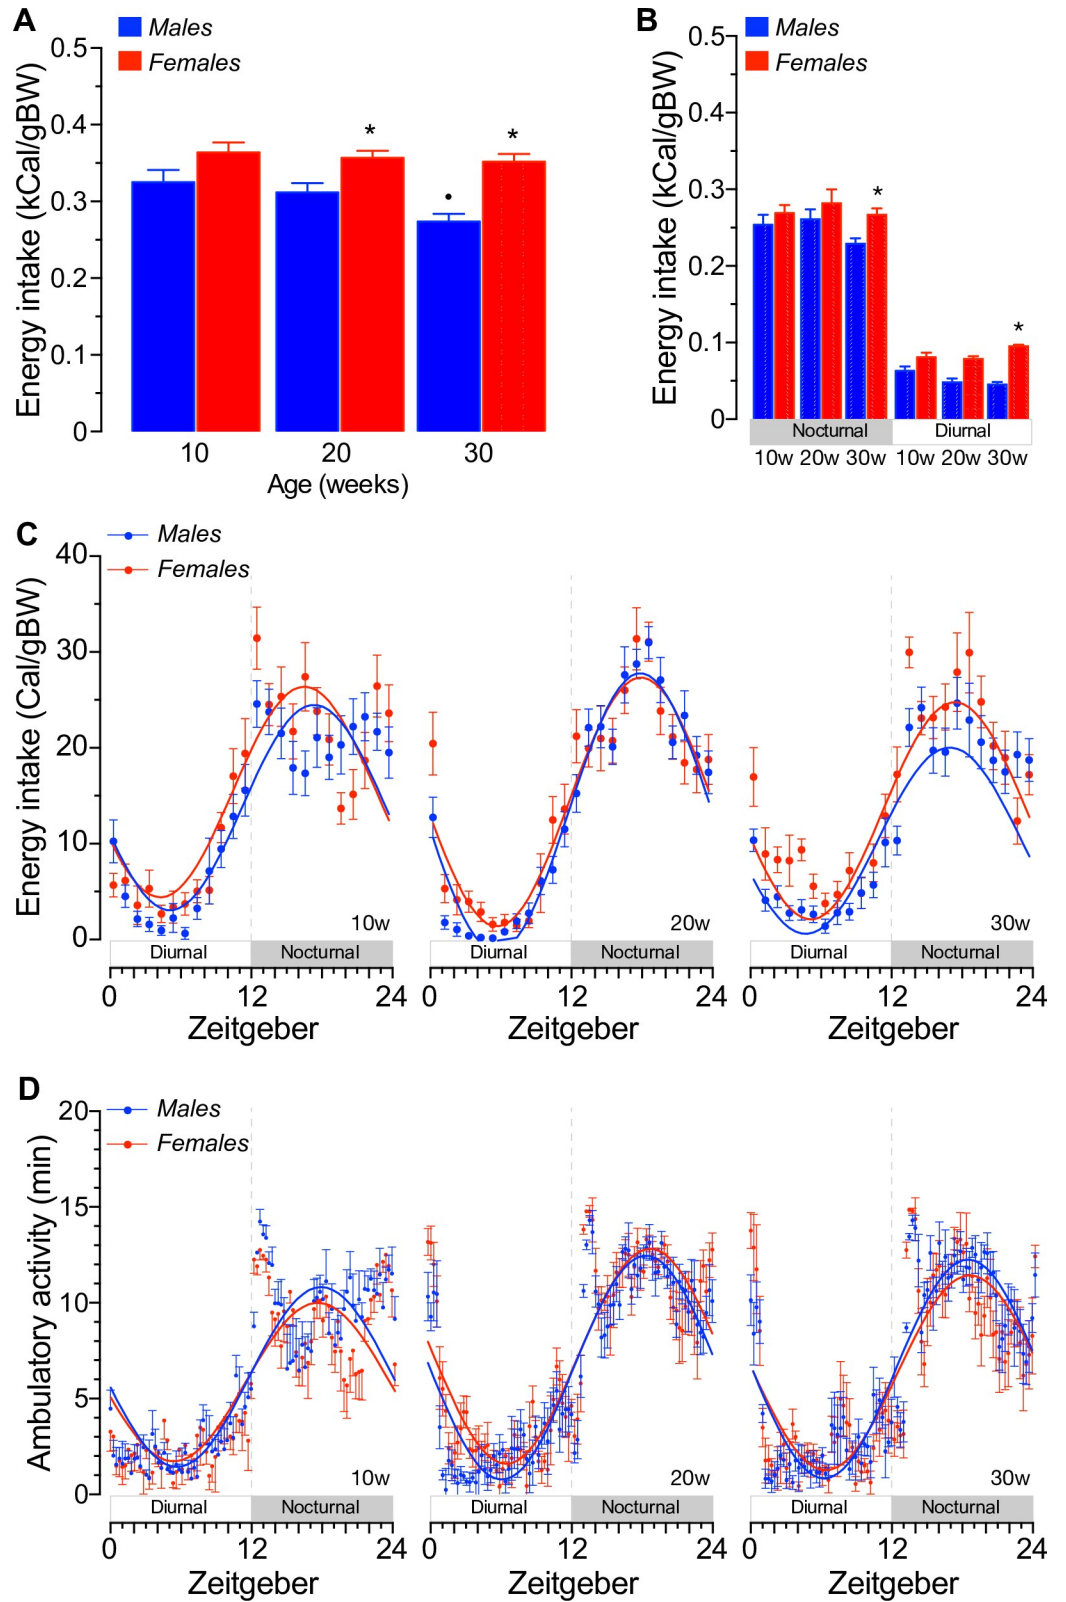 A
Males
Females
Energy intake (kCal/gBW)
0.5
0.4
0.3
0.2
0.1
0
*
*
•
10
20
30
Age (weeks)
B
Males
Females
Energy intake (kCal/gBW)
0.5
0.4
0.3
0.2
0.1
0
*
*
Nocturnal
Diurnal
10w 20w 30w 10w 20w 30w
C
Males
Females
Energy intake (Cal/gBW)
40
30
20
10
0
10w
20w
30w
Diurnal
Nocturnal
Diurnal
Nocturnal
Diurnal
Nocturnal
0 12 24
0 12 24
0 12 24
Zeitgeber
Zeitgeber
Zeitgeber
D
Males
Females
Ambulatory activity (min)
20
15
10
5
0
10w
20w
30w
Diurnal
Nocturnal
Diurnal
Nocturnal
Diurnal
Nocturnal
0 12 24
0 12 24
0 12 24
Zeitgeber
Zeitgeber
Zeitgeber